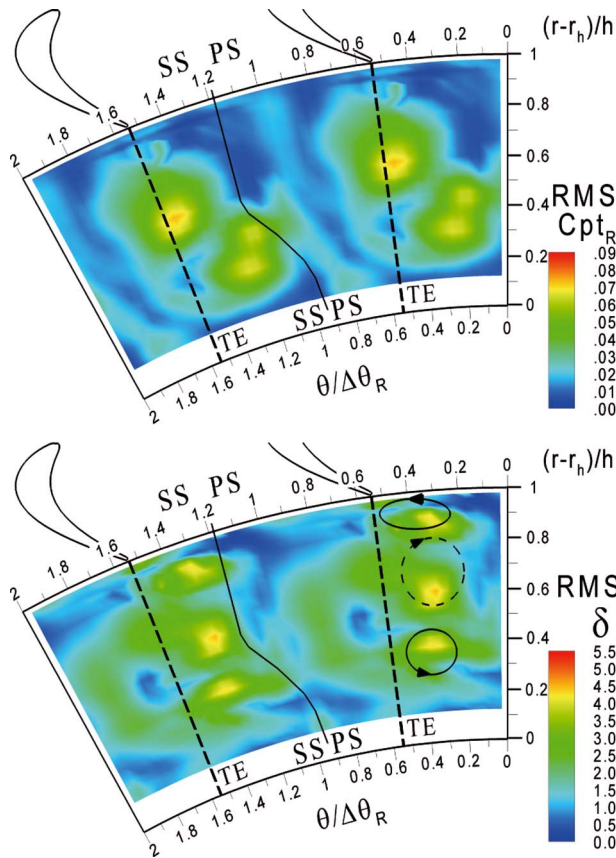 (r-rₕ)/h
SS PS
2 1.8 1.6 1.4 1.2 1 0.8 0.6 0.4 0.2 0
1
0.8
0.6
0.4
0.2
0
RMS
Cpt_R
.09
.08
.07
.06
.05
.04
.03
.02
.01
.00
TE SS PS TE
2 1.8 1.6 1.4 1.2 1 0.8 0.6 0.4 0.2 0
θ/Δθ_R
(r-rₕ)/h
SS PS
2 1.8 1.6 1.4 1.2 1 0.8 0.6 0.4 0.2 0
1
0.8
0.6
0.4
0.2
0
RMS
δ
5.5
5.0
4.5
4.0
3.5
3.0
2.5
2.0
1.5
1.0
0.5
0.0
TE SS PS TE
2 1.8 1.6 1.4 1.2 1 0.8 0.6 0.4 0.2 0
θ/Δθ_R